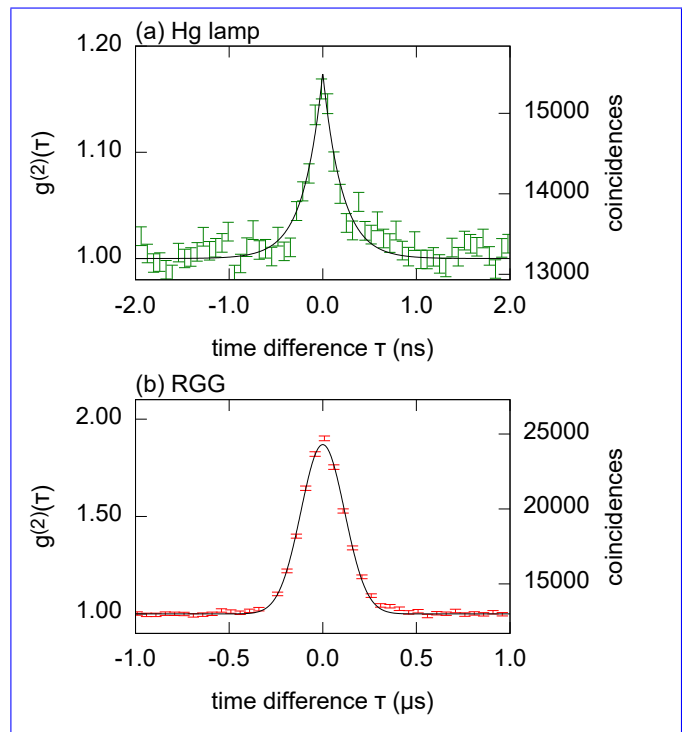 (a) Hg lamp
1.20
1.10
1.00
g(2)(τ)
15000
14000
13000
coincidences
-2.0 -1.0 0.0 1.0 2.0
time difference τ (ns)
(b) RGG
2.00
1.50
1.00
g(2)(τ)
25000
20000
15000
coincidences
-1.0 -0.5 0.0 0.5 1.0
time difference τ (μs)